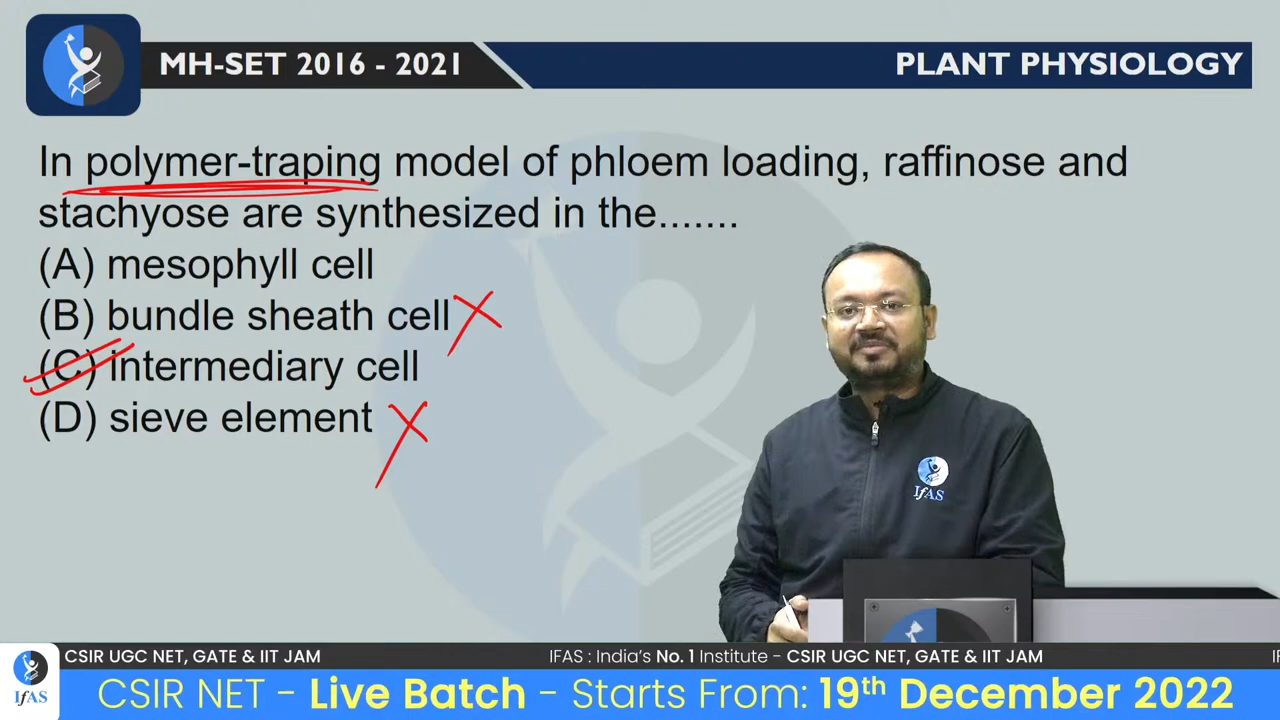 MH-SET 2016 - 2021
PLANT PHYSIOLOGY
In polymer-traping model of phloem loading, raffinose and
stachyose are synthesized in the.......
(A) mesophyll cell
(B) bundle sheath cell
(C) intermediary cell
(D) sieve element
IfAS
CSIR UGC NET, GATE & IIT JAM
IFAS : India's No. 1 Institute - CSIR UGC NET, GATE & IIT JAM
IF
IfAS
CSIR NET - Live Batch - Starts From: 19th December 2022